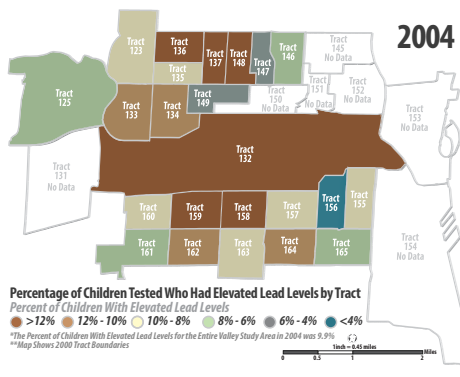 2004
Tract
123
Tract
136
Tract
137
Tract
148
Tract
147
Tract
146
Tract
145
No Data
Tract
135
Tract
125
Tract
133
Tract
134
Tract
149
Tract
150
No Data
Tract
151
No Data
Tract
152
No Data
Tract
153
No Data
Tract
131
No Data
Tract
132
Tract
160
Tract
159
Tract
158
Tract
157
Tract
156
Tract
155
Tract
154
No Data
Tract
161
Tract
162
Tract
163
Tract
164
Tract
165
Percentage of Children Tested Who Had Elevated Lead Levels by Tract
Percent of Children With Elevated Lead Levels
>12% 12% - 10% 10% - 8% 8% - 6% 6% - 4% <4%
*The Percent of Children With Elevated Lead Levels for the Entire Valley Study Area in 2004 was 9.9%
**Map Shows 2000 Tract Boundaries
1inch = 0.45 miles
0 0.5 1 2
Miles